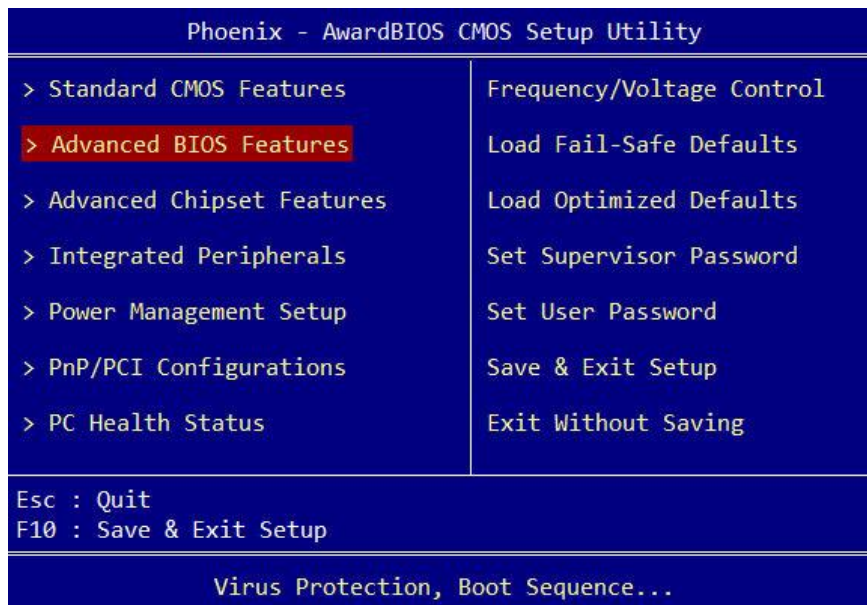 Phoenix - AwardBIOS CMOS Setup Utility
> Standard CMOS Features
> Advanced BIOS Features
> Advanced Chipset Features
> Integrated Peripherals
> Power Management Setup
> PnP/PCI Configurations
> PC Health Status
Frequency/Voltage Control
Load Fail-Safe Defaults
Load Optimized Defaults
Set Supervisor Password
Set User Password
Save & Exit Setup
Exit Without Saving
Esc : Quit
F10 : Save & Exit Setup
Virus Protection, Boot Sequence...